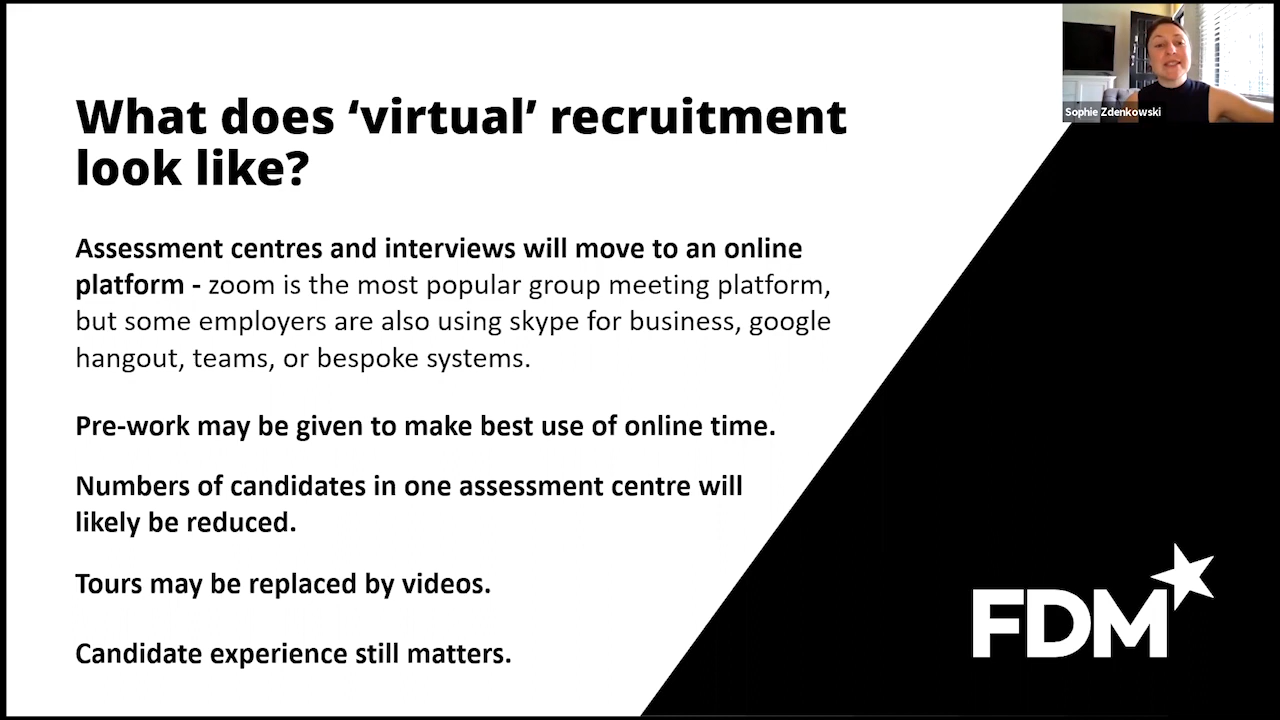 Sophie Zdenkowski
What does ‘virtual’ recruitment
look like?
Assessment centres and interviews will move to an online
platform - zoom is the most popular group meeting platform,
but some employers are also using skype for business, google
hangout, teams, or bespoke systems.
Pre-work may be given to make best use of online time.
Numbers of candidates in one assessment centre will
likely be reduced.
Tours may be replaced by videos.
Candidate experience still matters.
FDM